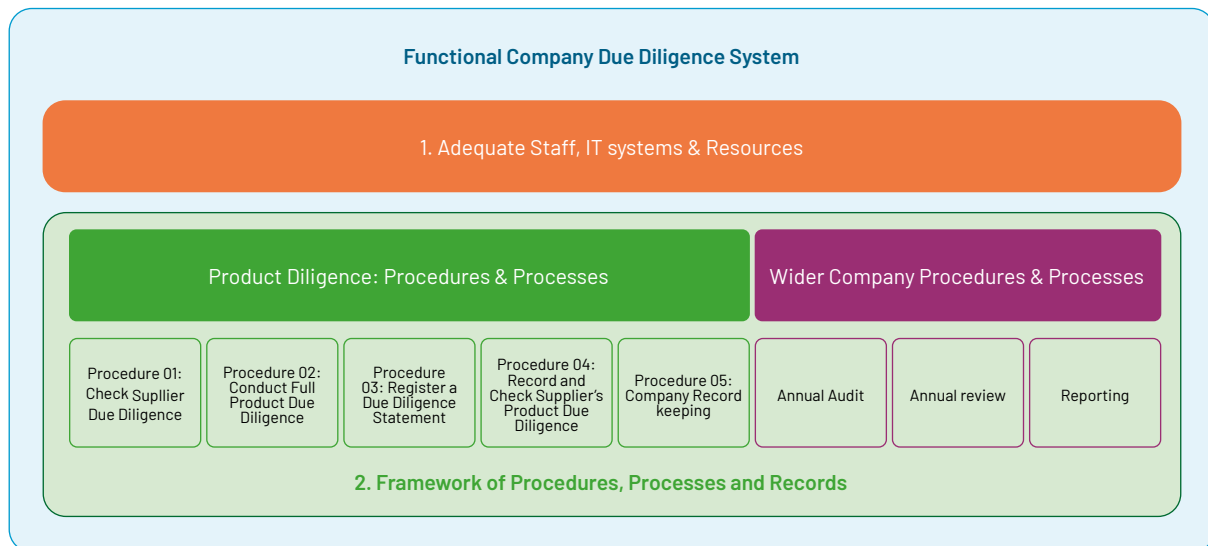 Functional Company Due Diligence System
1. Adequate Staff, IT systems & Resources
Product Diligence: Procedures & Processes
Wider Company Procedures & Processes
Procedure 01:
Check Supllier
Due Diligence
Procedure 02:
Conduct Full
Product Due
Diligence
Procedure
03: Register a
Due Diligence
Statement
Procedure 04:
Record and
Check Supplier's
Product Due
Diligence
Procedure 05:
Company Record
keeping
Annual Audit
Annual review
Reporting
2. Framework of Procedures, Processes and Records